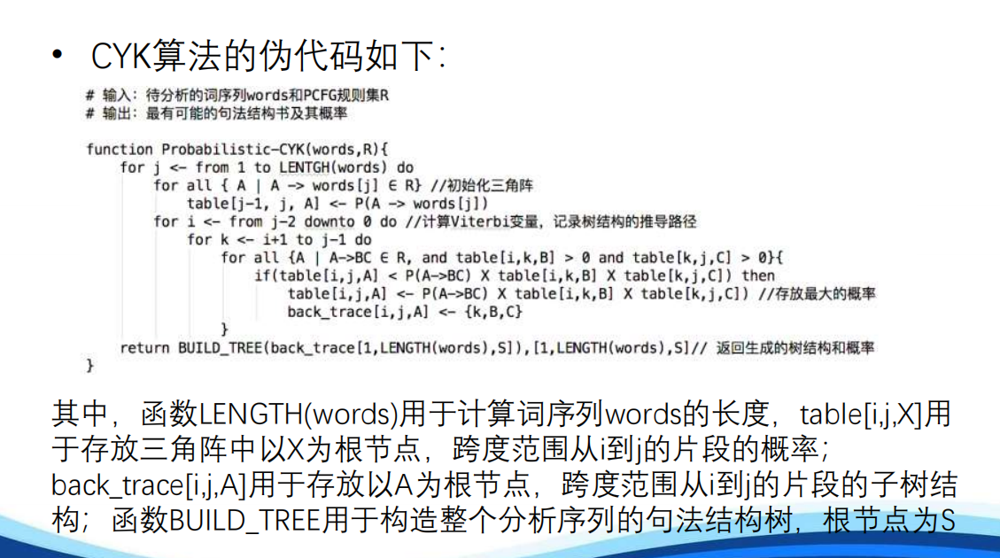 • CYK算法的伪代码如下：
# 输入：待分析的词序列words和PCFG规则集R
# 输出：最有可能的句法结构书及其概率
function Probabilistic-CYK(words,R){
for j <- from 1 to LENTGH(words) do
for all { A | A -> words[j] ∈ R} //初始化三角阵
table[j-1, j, A] <- P(A -> words[j])
for i <- from j-2 downto 0 do //计算Viterbi变量，记录树结构的推导路径
for k <- i+1 to j-1 do
for all {A | A->BC ∈ R, and table[i,k,B] > 0 and table[k,j,C] > 0}{
if(table[i,j,A] < P(A->BC) X table[i,k,B] X table[k,j,C]) then
table[i,j,A] <- P(A->BC) X table[i,k,B] X table[k,j,C]) //存放最大的概率
back_trace[i,j,A] <- {k,B,C}
}
return BUILD_TREE(back_trace[1,LENGTH(words),S]),[1,LENGTH(words),S]// 返回生成的树结构和概率
}
其中，函数LENGTH(words)用于计算词序列words的长度，table[i,j,X]用
于存放三角阵中以X为根节点，跨度范围从i到j的片段的概率；
back_trace[i,j,A]用于存放以A为根节点，跨度范围从i到j的片段的子树结
构；函数BUILD_TREE用于构造整个分析序列的句法结构树，根节点为S